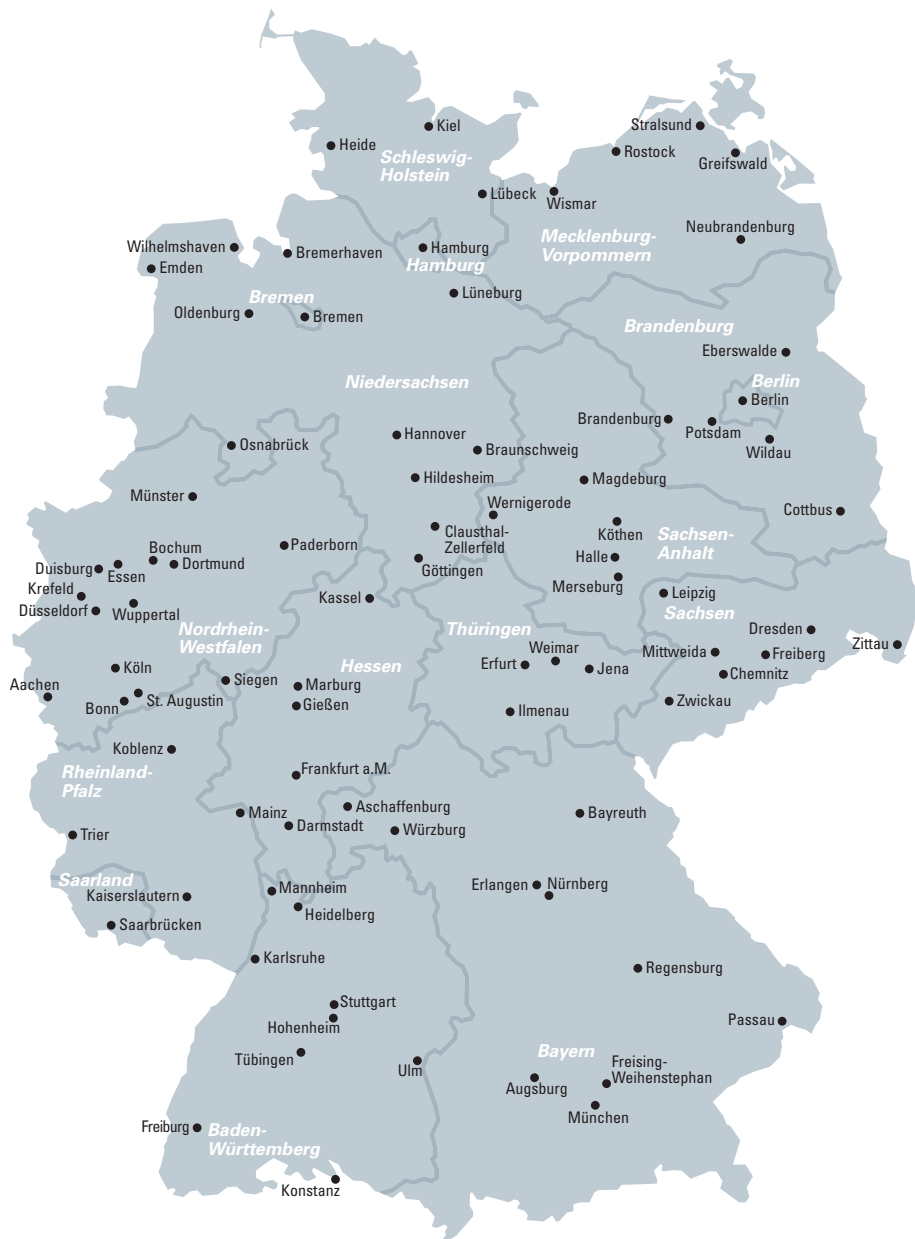 Kiel
Stralsund
Heide
Rostock
Greifswald
Schleswig-
Holstein
Lübeck
Wismar
Neubrandenburg
Mecklenburg-
Vorpommern
Wilhelmshaven
Bremerhaven
Hamburg
Hamburg
Emden
Lüneburg
Bremen
Oldenburg
Bremen
Brandenburg
Eberswalde
Niedersachsen
Berlin
Berlin
Brandenburg
Potsdam
Hannover
Osnabrück
Braunschweig
Wildau
Hildesheim
Magdeburg
Münster
Wernigerode
Cottbus
Clausthal-
Zellerfeld
Köthen
Sachsen-
Anhalt
Paderborn
Bochum
Dortmund
Halle
Göttingen
Duisburg
Essen
Merseburg
Krefeld
Kassel
Leipzig
Düsseldorf
Wuppertal
Sachsen
Nordrhein-
Westfalen
Thüringen
Dresden
Zittau
Hessen
Weimar
Mittweida
Freiberg
Köln
Erfurt
Jena
Chemnitz
Aachen
Siegen
Marburg
Bonn
St. Augustin
Gießen
Zwickau
Ilmenau
Koblenz
Rheinland-
Pfalz
Frankfurt a.M.
Mainz
Aschaffenburg
Bayreuth
Darmstadt
Würzburg
Trier
Saarland
Kaiserslautern
Mannheim
Erlangen
Nürnberg
Heidelberg
Saarbrücken
Karlsruhe
Regensburg
Stuttgart
Hohenheim
Passau
Tübingen
Bayern
Ulm
Freising-
Weihenstephan
Augsburg
München
Freiburg
Baden-
Württemberg
Konstanz